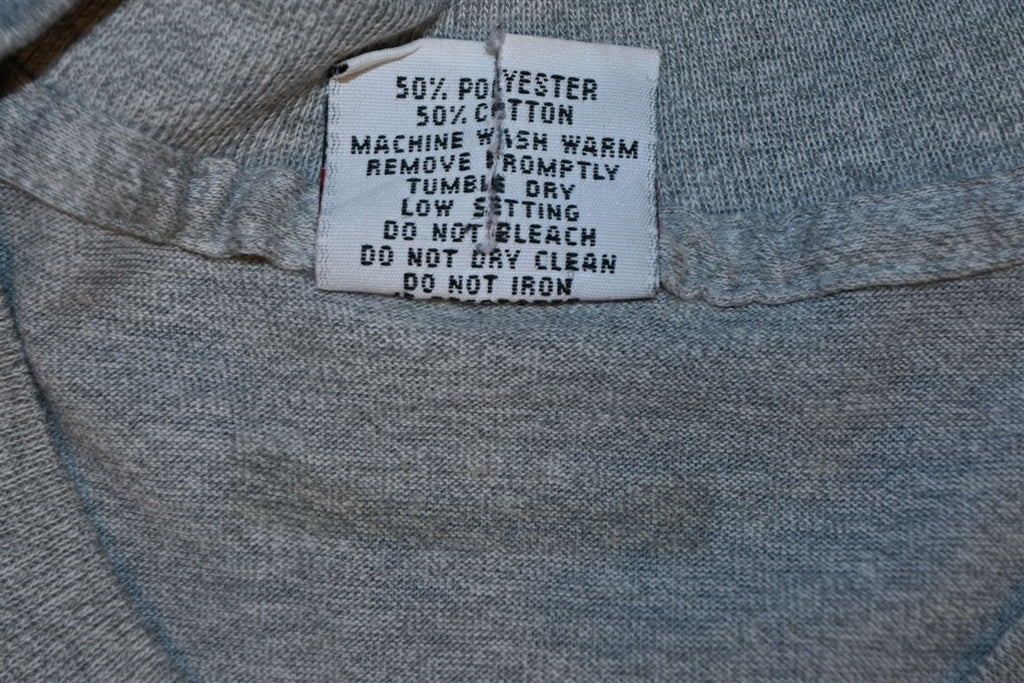 50% POLYESTER
50% COTTON
MACHINE WASH WARM
REMOVE PROMPTLY
TUMBLE DRY
LOW SETTING
DO NOT BLEACH
DO NOT DRY CLEAN
DO NOT IRON